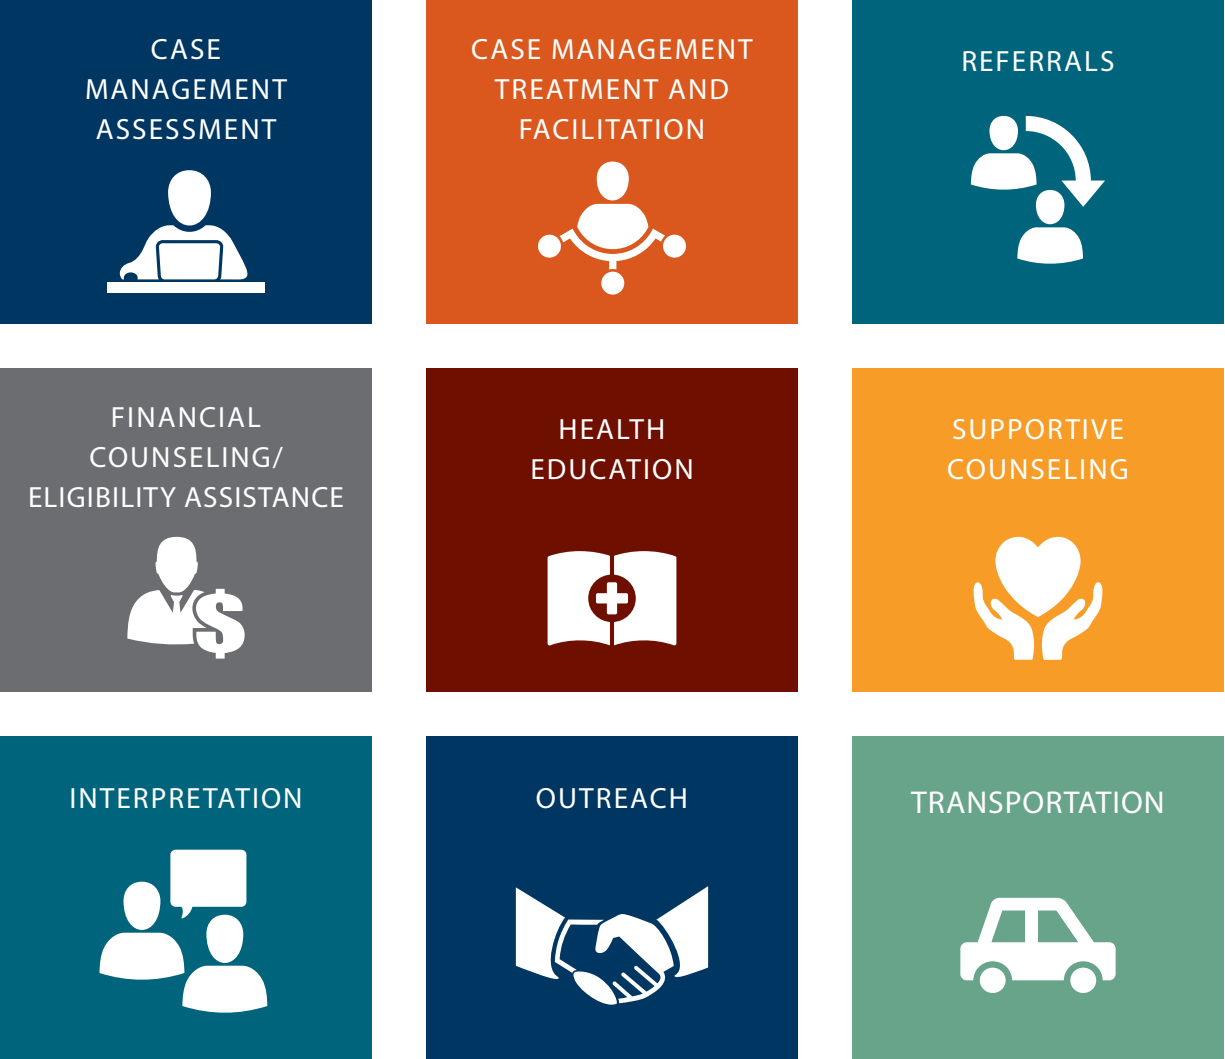 CASE
MANAGEMENT
ASSESSMENT
CASE MANAGEMENT
TREATMENT AND
FACILITATION
REFERRALS
FINANCIAL
COUNSELING/
ELIGIBILITY ASSISTANCE
$
HEALTH
EDUCATION
SUPPORTIVE
COUNSELING
INTERPRETATION
OUTREACH
TRANSPORTATION